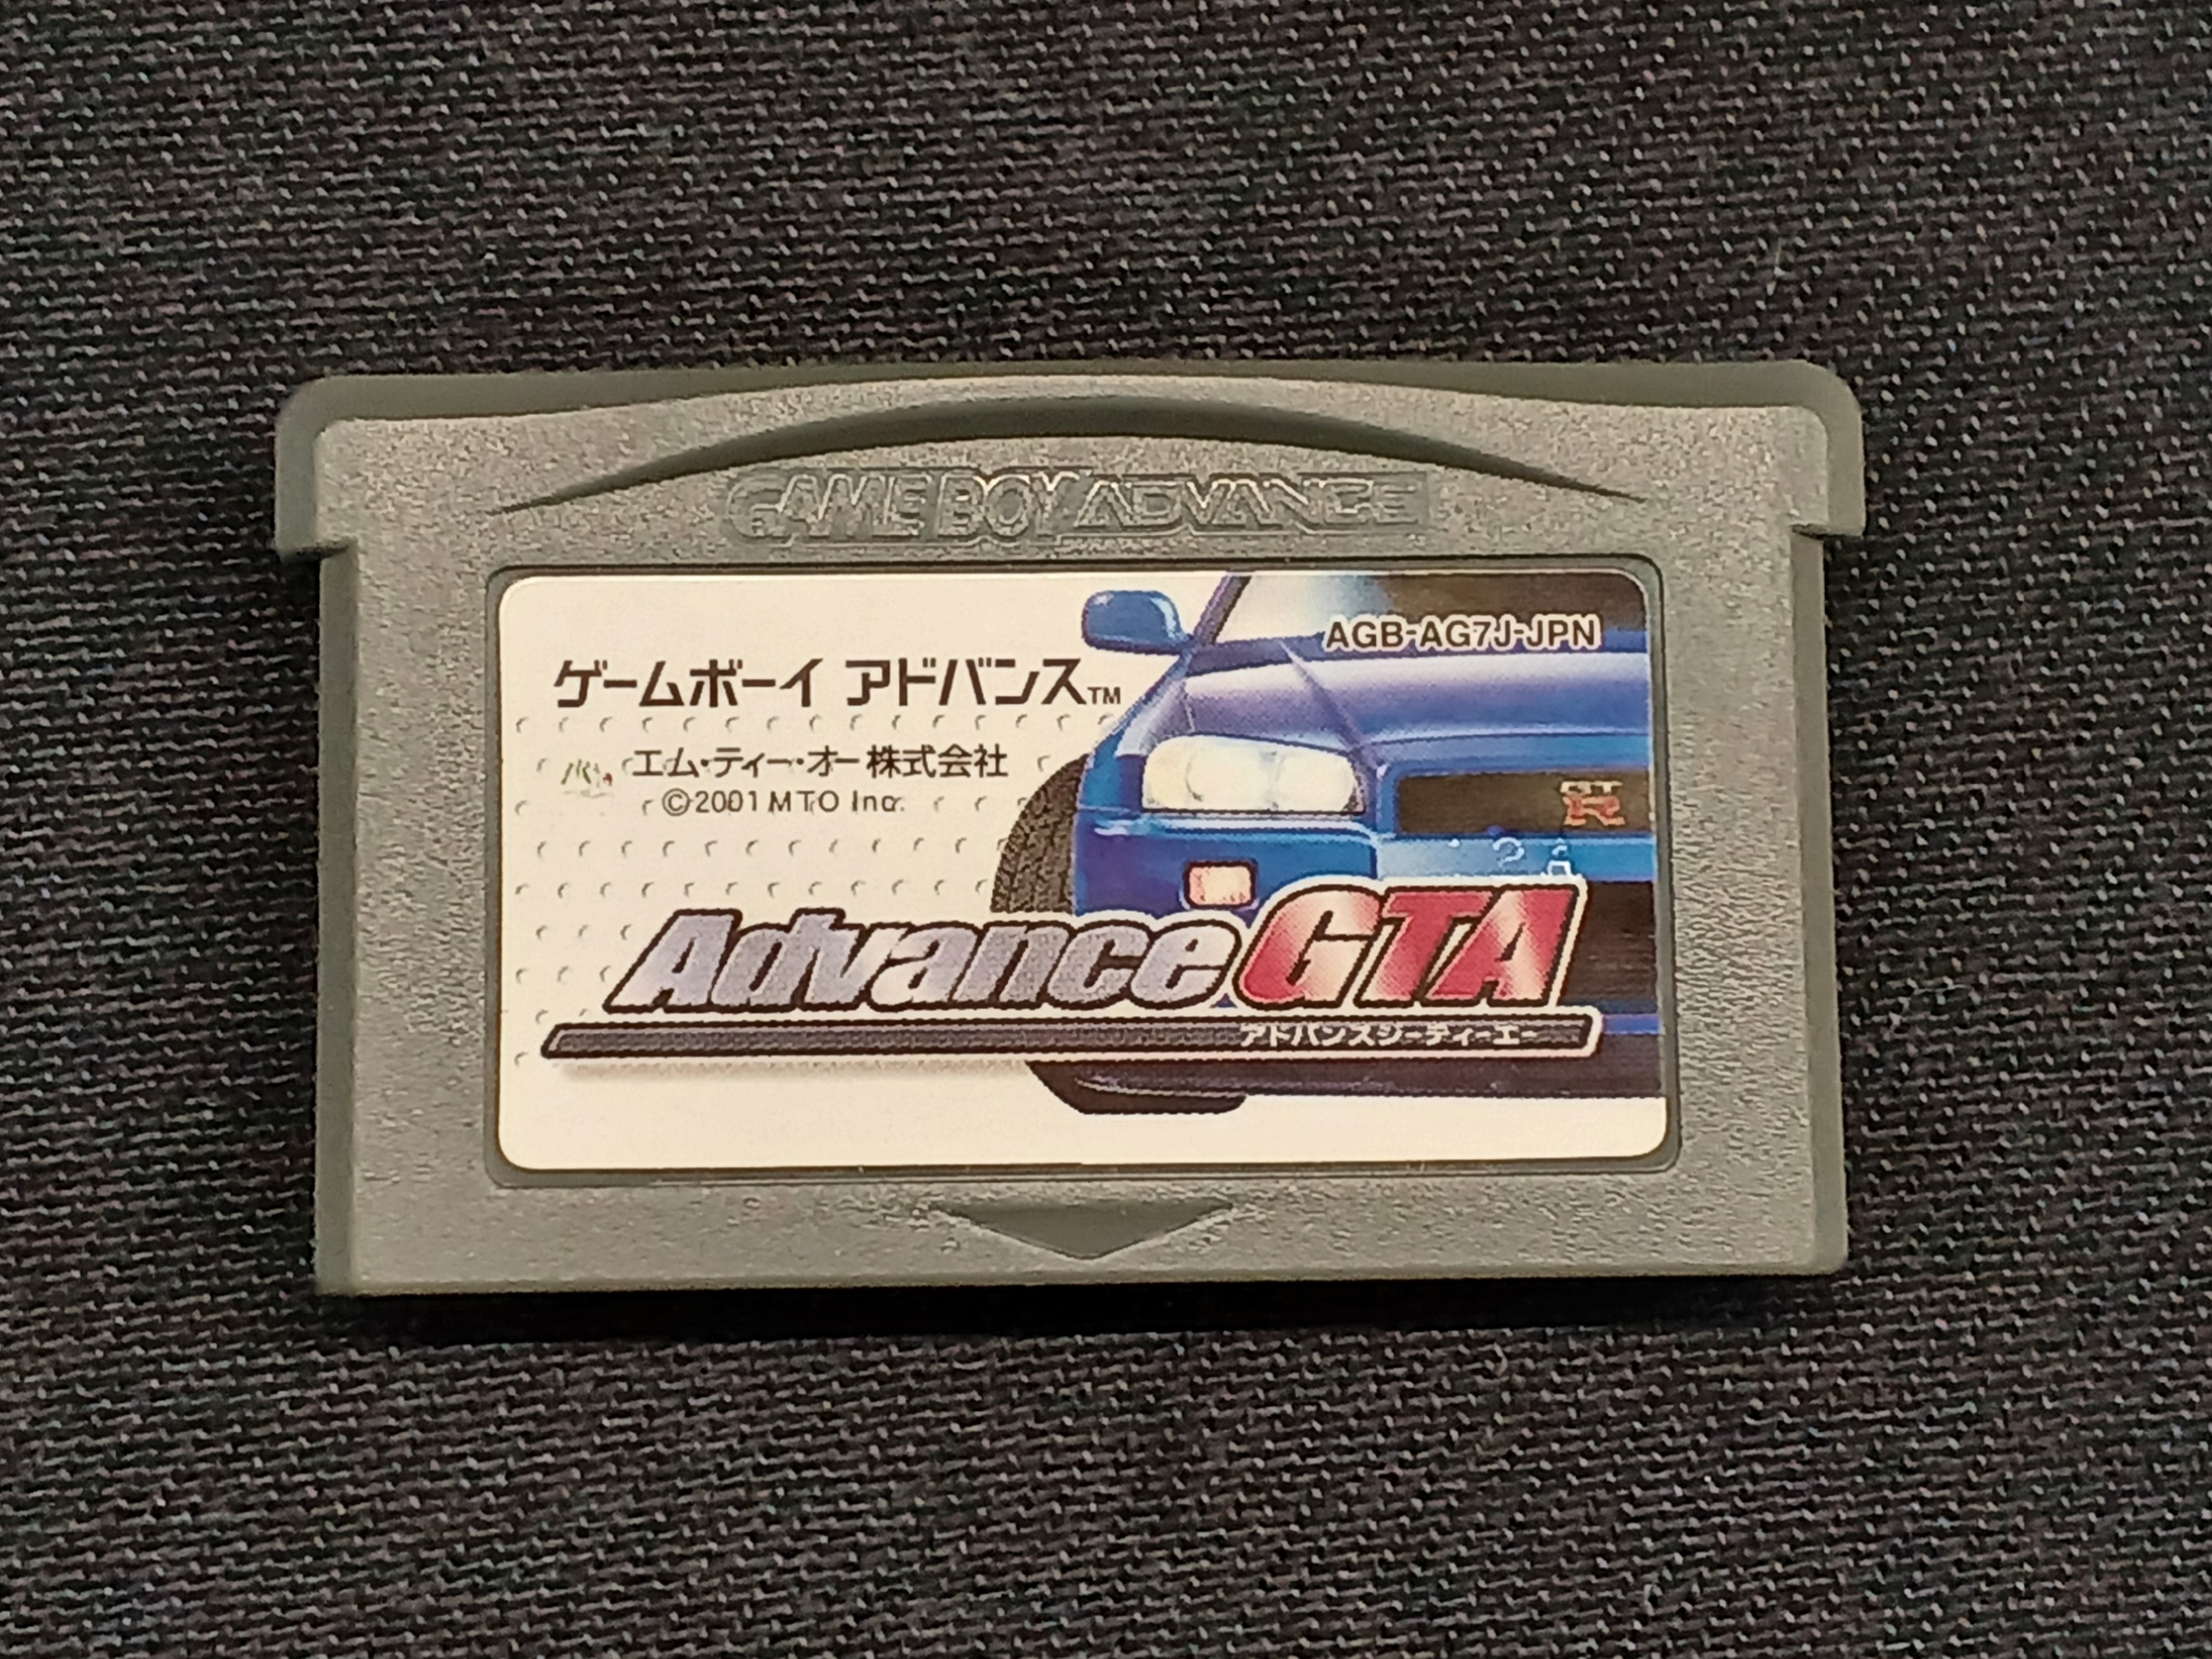 GAME BOY ADVANCE
AGB-AG7J-JPN
ゲームボーイ アドバンス™
エム・ティー・オー株式会社
©2001 MTO Inc.
GT
R
Advance GTA
アドバンスジーティーエー